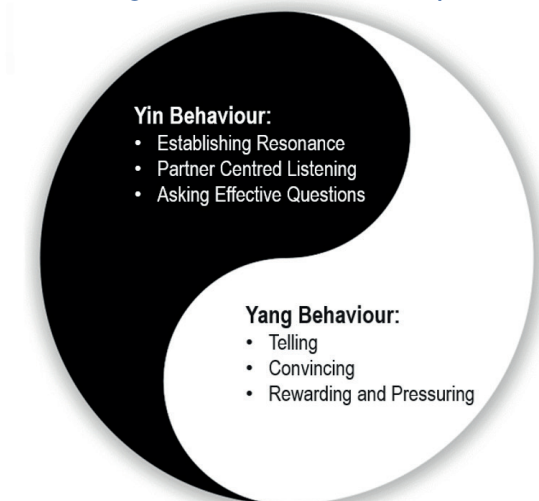 Yin Behaviour:
• Establishing Resonance
• Partner Centred Listening
• Asking Effective Questions
Yang Behaviour:
• Telling
• Convincing
• Rewarding and Pressuring